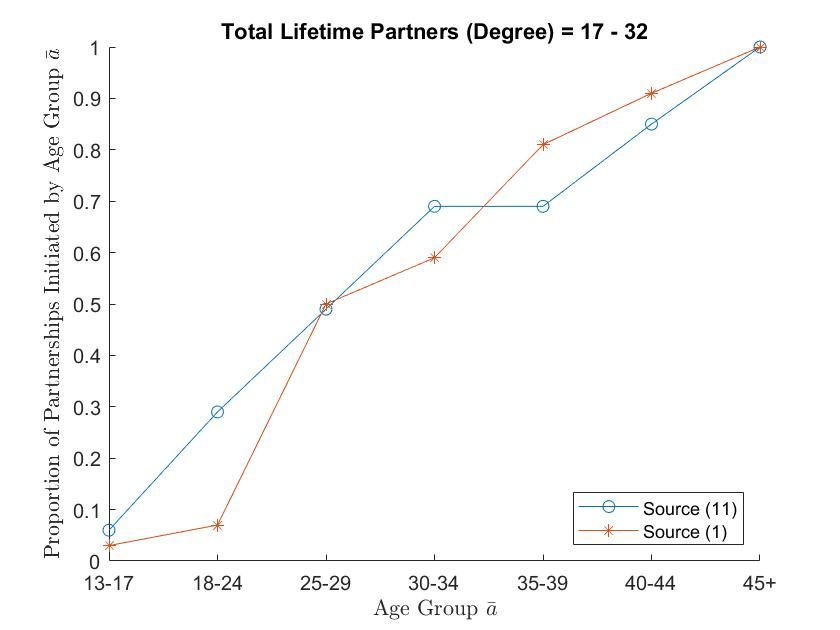 Total Lifetime Partners (Degree) = 17 - 32
Proportion of Partnerships Initiated by Age Group ā
1
0.9
0.8
0.7
0.6
0.5
0.4
0.3
0.2
0.1
0
Source (11)
Source (1)
13-17 18-24 25-29 30-34 35-39 40-44 45+
Age Group ā